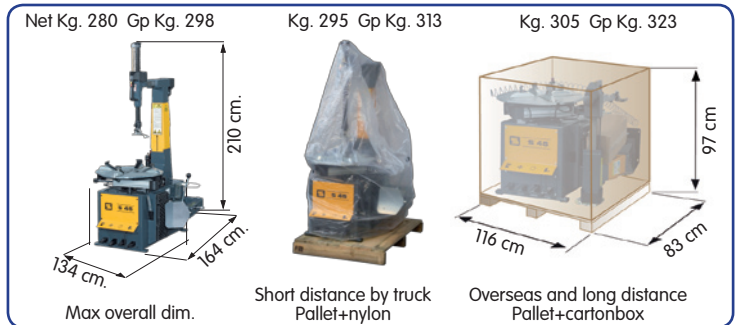 Net Kg. 280 Gp Kg. 298
Kg. 295 Gp Kg. 313
Kg. 305 Gp Kg. 323
210 cm.
134 cm.
164 cm.
97 cm
116 cm
83 cm
Max overall dim.
Short distance by truck
Pallet+nylon
Overseas and long distance
Pallet+cartonbox